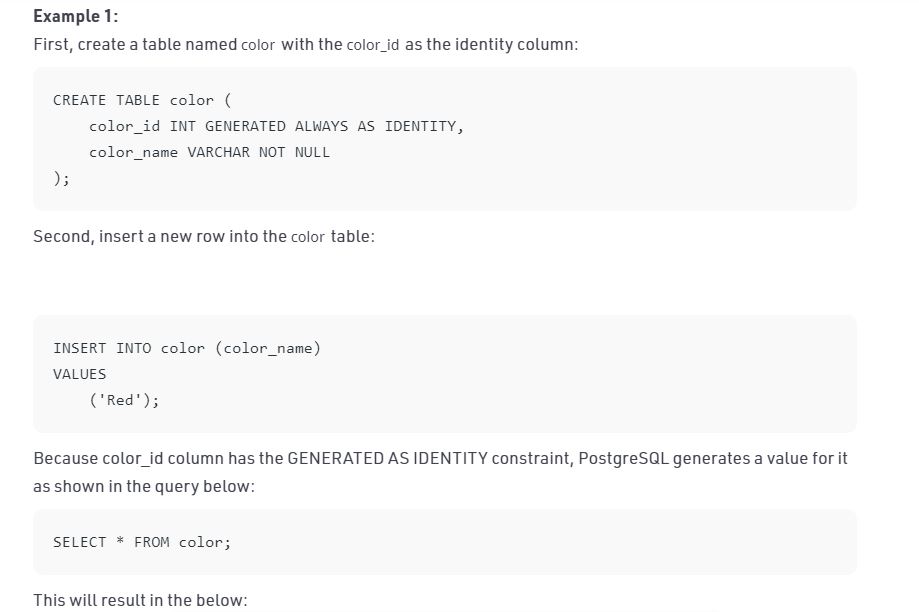 Example 1:
First, create a table named color with the color_id as the identity column:
CREATE TABLE color (
    color_id INT GENERATED ALWAYS AS IDENTITY,
    color_name VARCHAR NOT NULL
);
Second, insert a new row into the color table:
INSERT INTO color (color_name)
VALUES
    ('Red');
Because color_id column has the GENERATED AS IDENTITY constraint, PostgreSQL generates a value for it
as shown in the query below:
SELECT * FROM color;
This will result in the below: